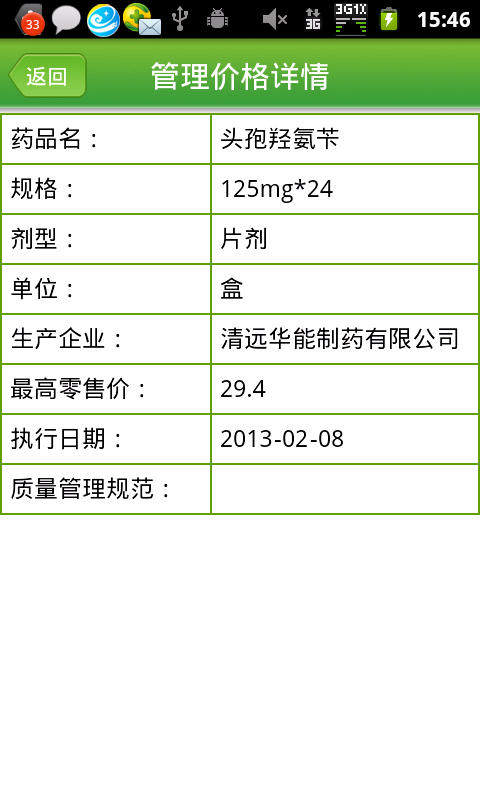 33
3G
3G1X
15:46
返回
管理价格详情
药品名：
头孢羟氨苄
规格：
125mg*24
剂型：
片剂
单位：
盒
生产企业：
清远华能制药有限公司
最高零售价：
29.4
执行日期：
2013-02-08
质量管理规范：